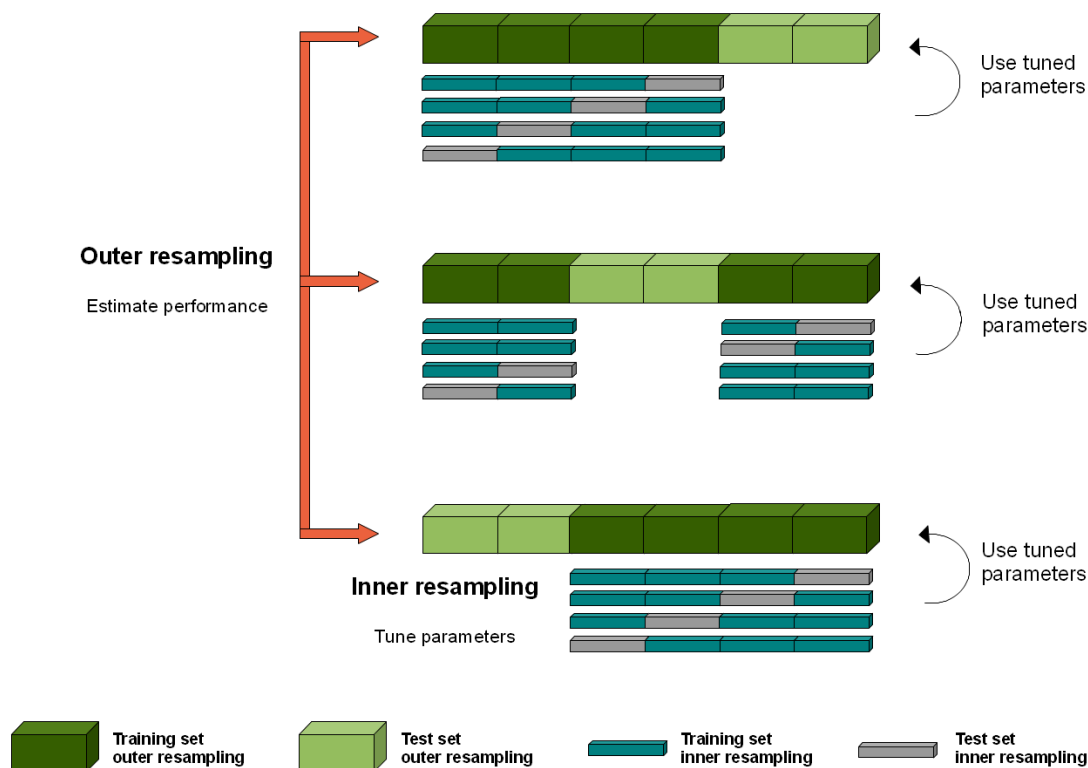 Use tuned
parameters
Outer resampling
Estimate performance
Use tuned
parameters
Use tuned
parameters
Inner resampling
Tune parameters
Training set
outer resampling
Test set
outer resampling
Training set
inner resampling
Test set
inner resampling